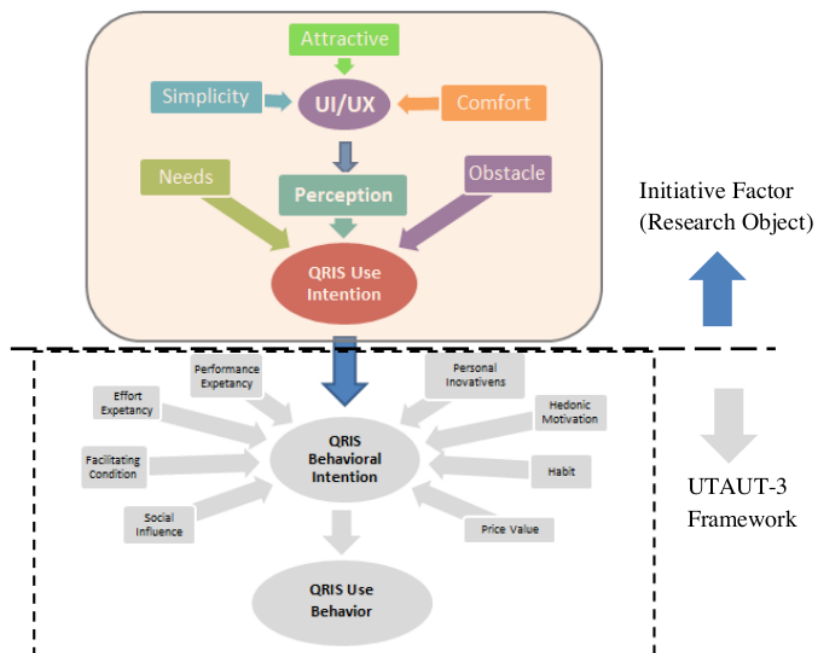 Attractive
Simplicity
UI/UX
Comfort
Needs
Obstacle
Perception
QRIS Use
Intention
Initiative Factor
(Research Object)
Performance
Expetancy
Personal
Inovativens
Effort
Expetancy
Hedonic
Motivation
QRIS
Behavioral
Intention
Facilitating
Condition
Habit
Social
Influence
Price Value
UTAUT-3
Framework
QRIS Use
Behavior